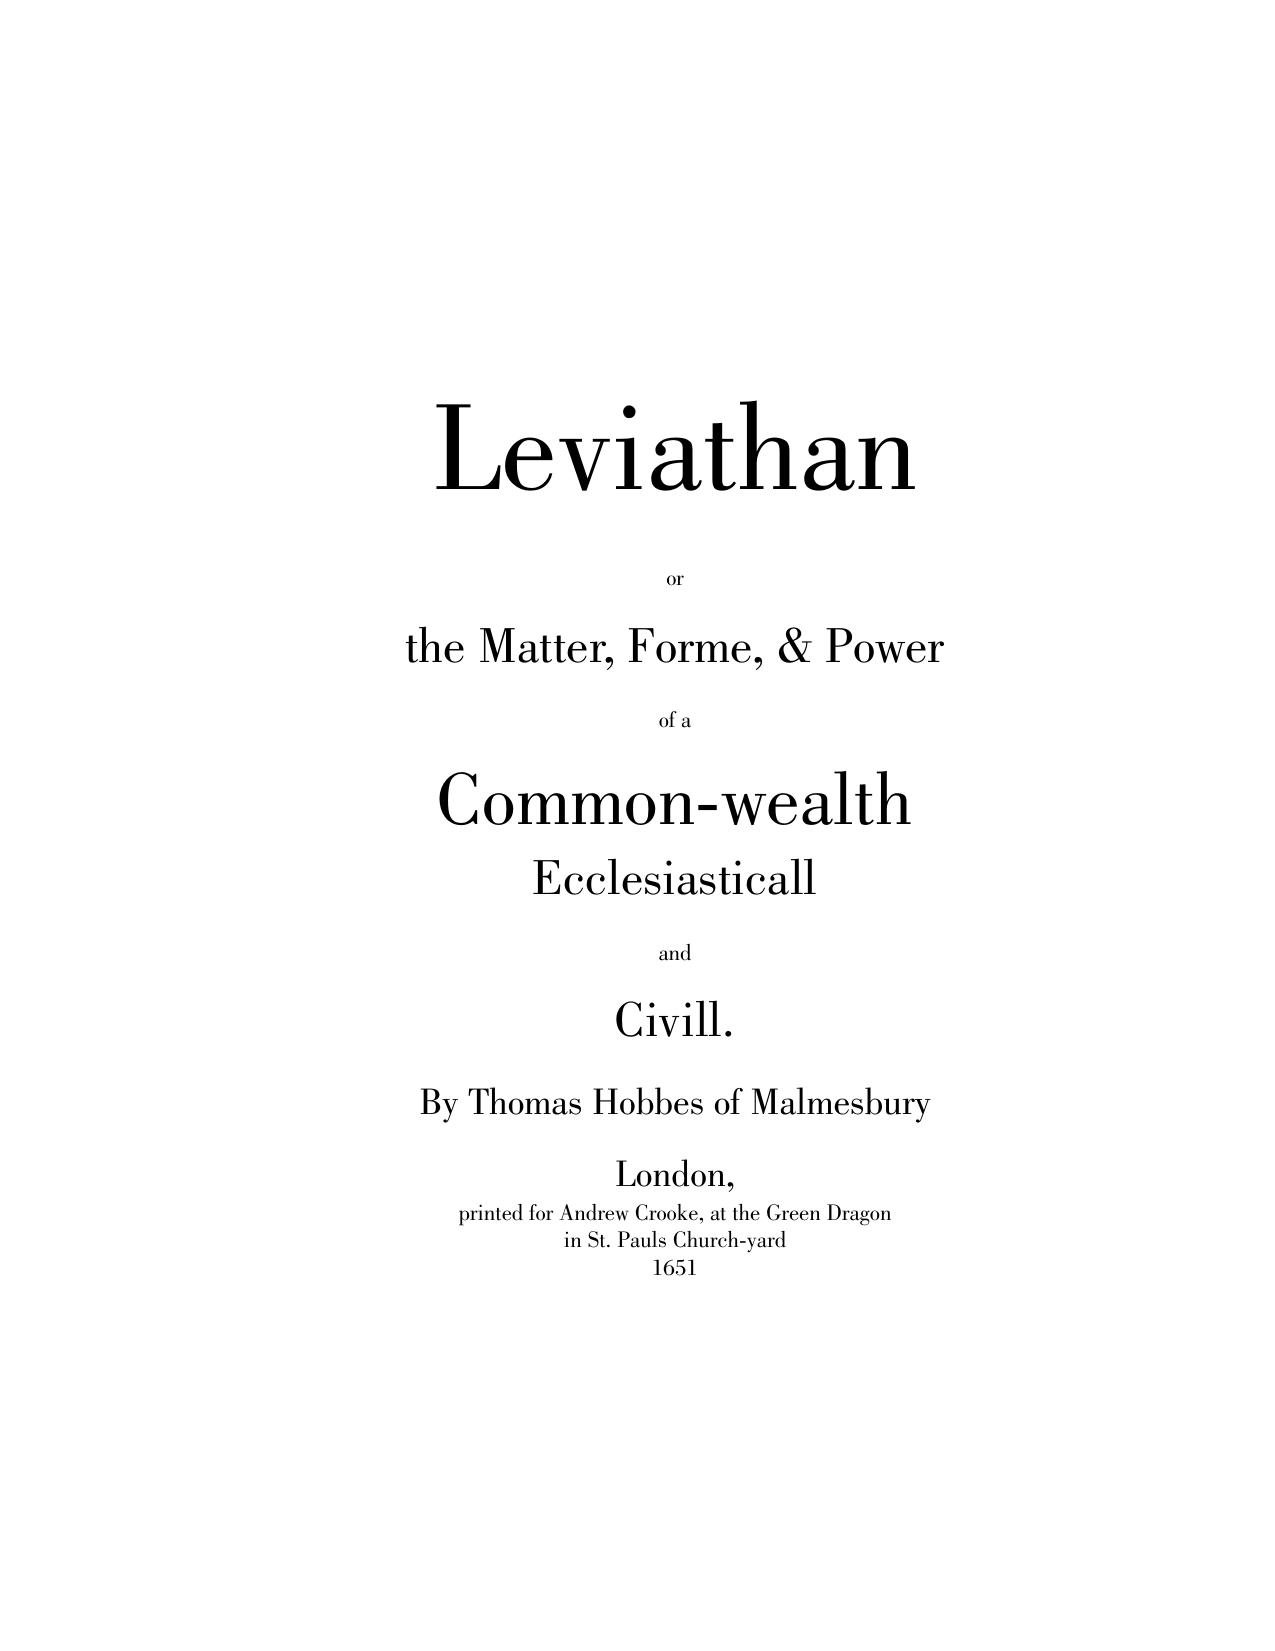 Leviathan
or
the Matter, Forme, & Power
of a
Common-wealth
Ecclesiasticall
and
Civill.
By Thomas Hobbes of Malmesbury
London,
printed for Andrew Crooke, at the Green Dragon
in St. Pauls Church-yard
1651